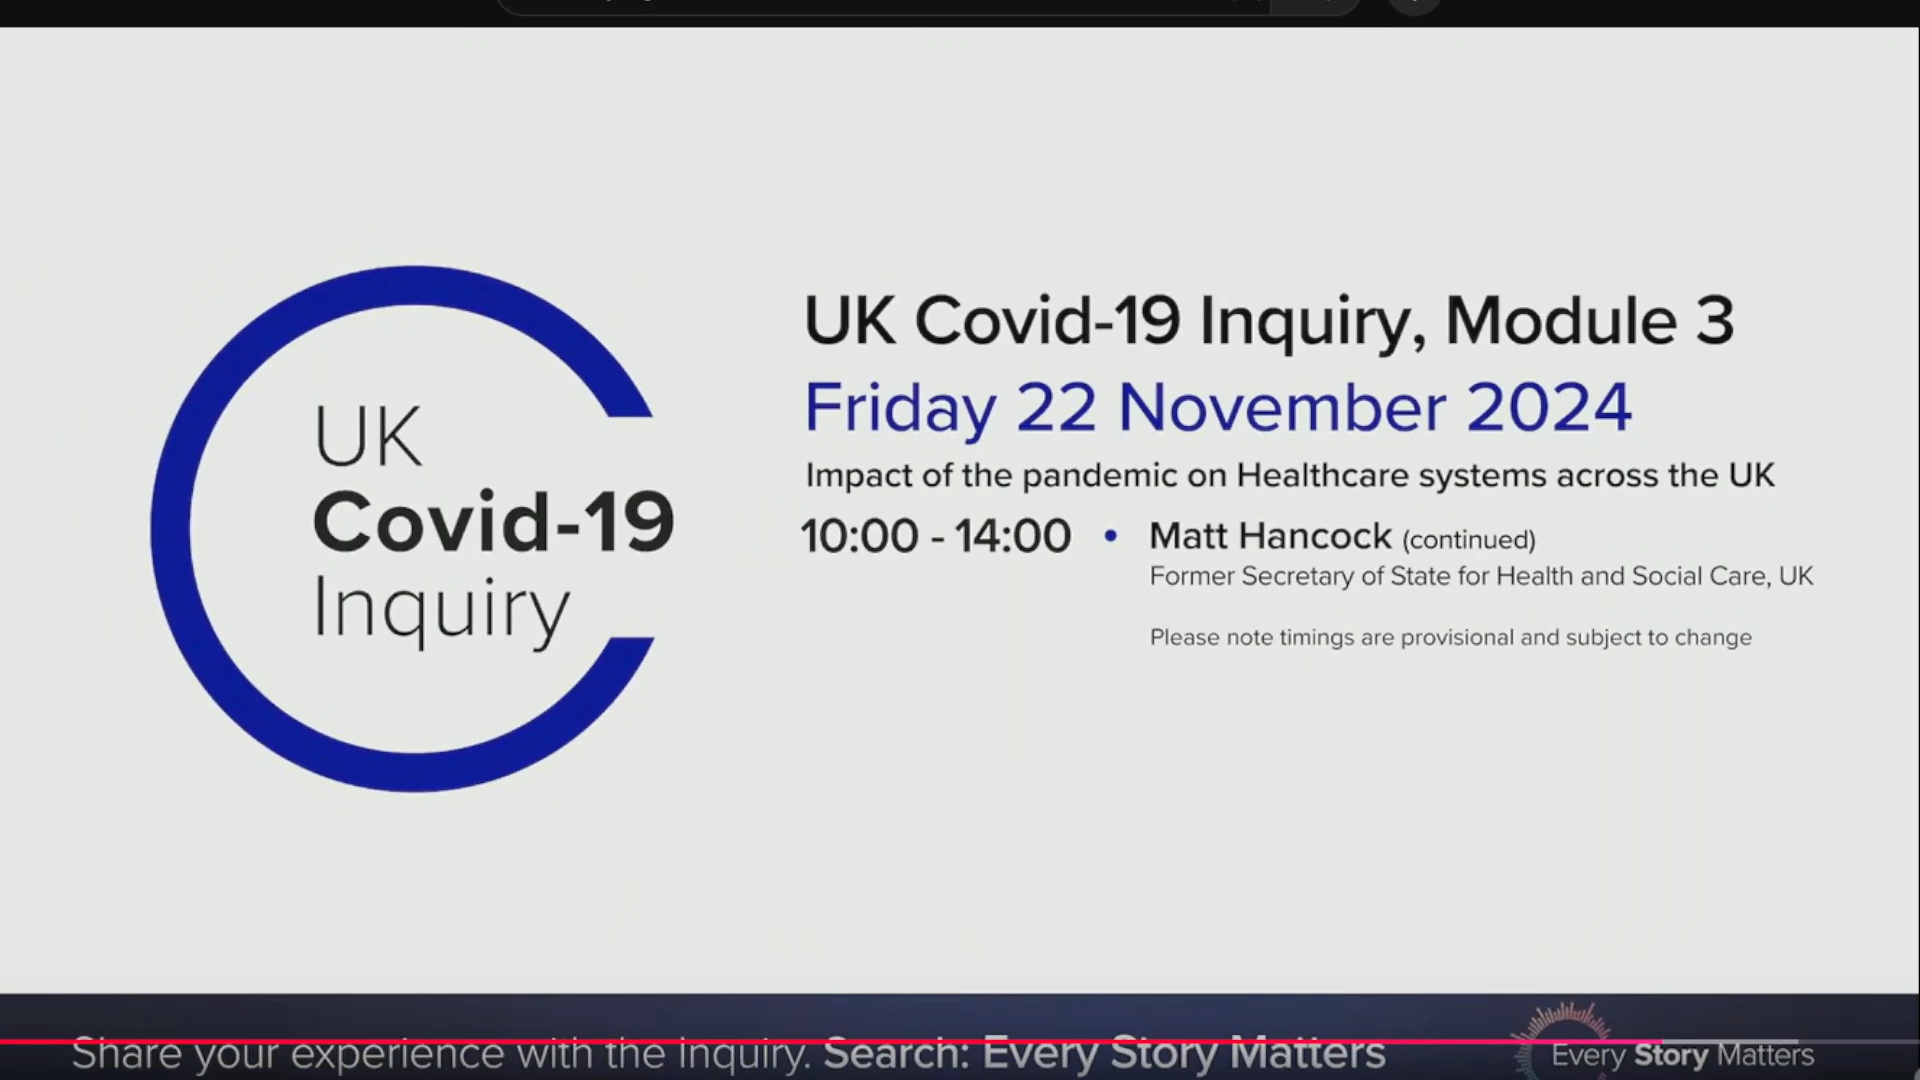 UK
Covid-19
Inquiry
UK Covid-19 Inquiry, Module 3
Friday 22 November 2024
Impact of the pandemic on Healthcare systems across the UK
10:00 - 14:00 • Matt Hancock (continued)
Former Secretary of State for Health and Social Care, UK
Please note timings are provisional and subject to change
Share your experience with the Inquiry. Search: Every Story Matters
Every Story Matters